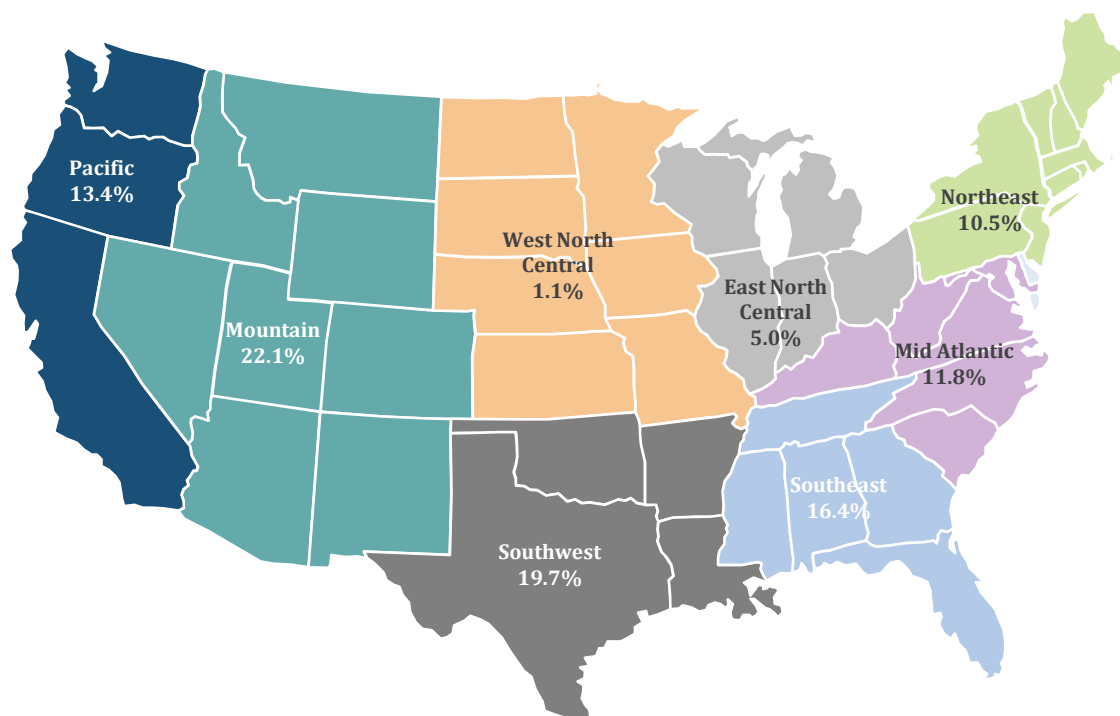 Pacific
13.4%
Mountain
22.1%
West North
Central
1.1%
East North
Central
5.0%
Northeast
10.5%
Mid Atlantic
11.8%
Southeast
16.4%
Southwest
19.7%